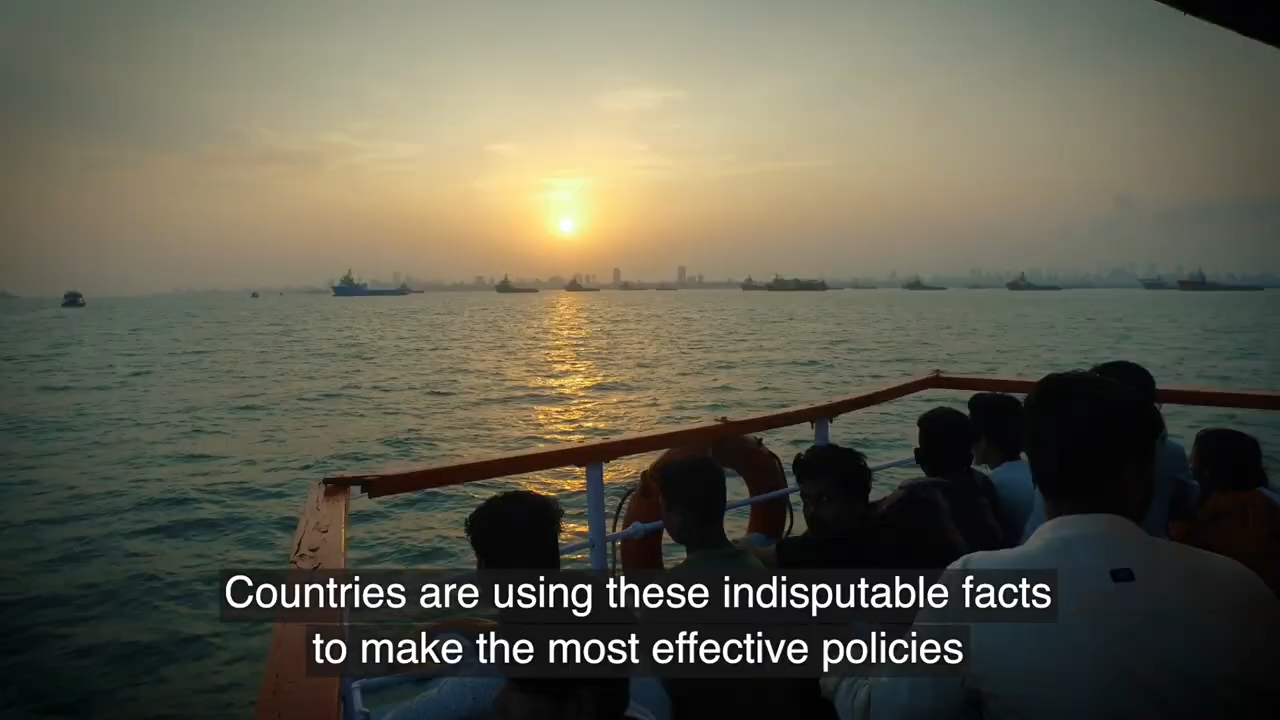 Countries are using these indisputable facts
to make the most effective policies